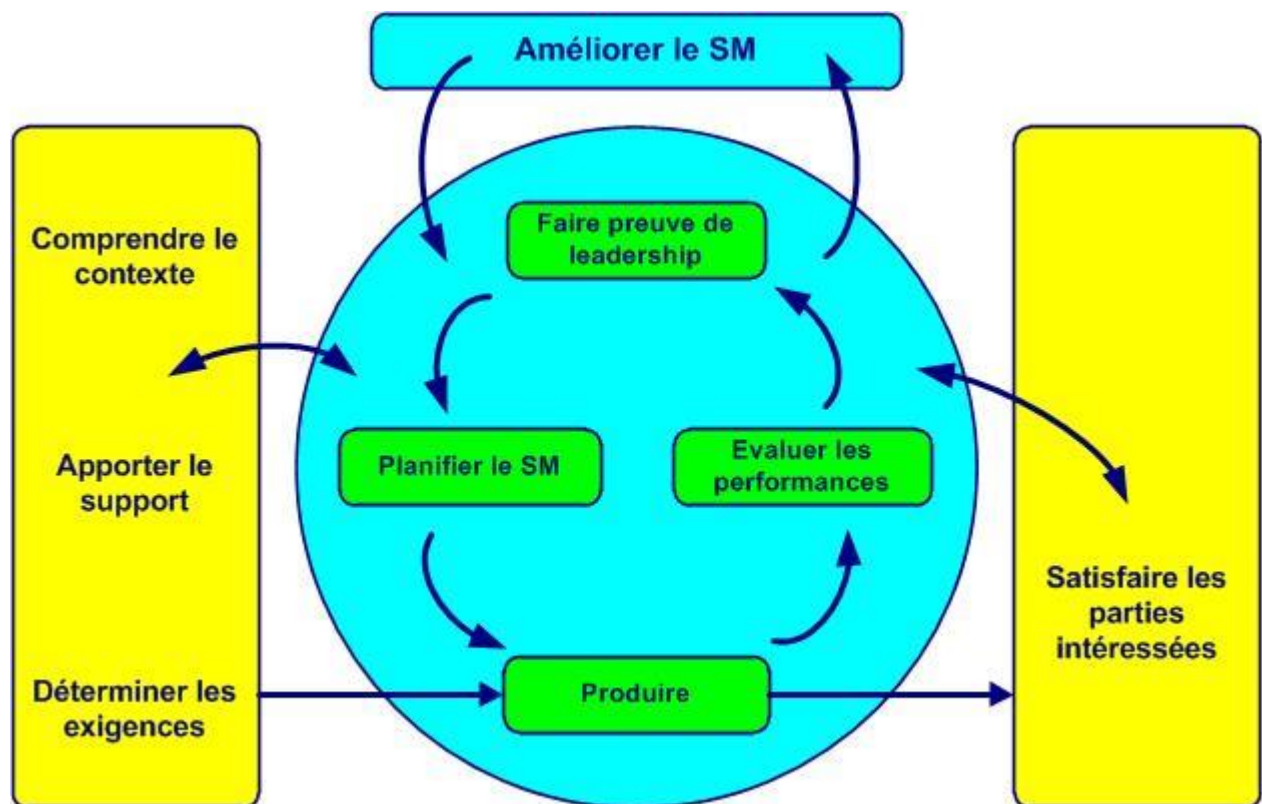 Améliorer le SM
Comprendre le
contexte
Apporter le
support
Déterminer les
exigences
Faire preuve de
leadership
Planifier le SM
Evaluer les
performances
Produire
Satisfaire les
parties
intéressées